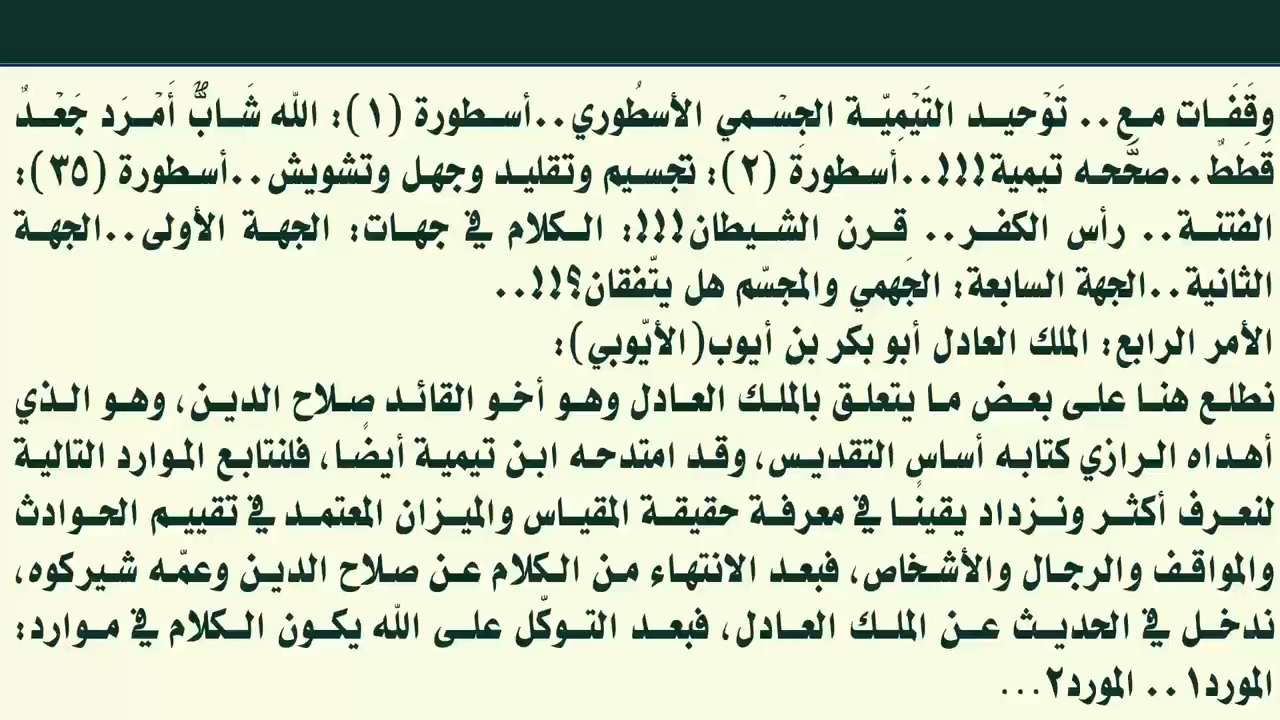 وقَفَات مع.. تَوْحيد التَيْمِيّة الجِسْمي الأسطُوري..أسطورة (١): الله شَابٌّ أَمْرَد جَعْدٌ
قَطَطٌ..صحَّحه تيمية!!!..أسطورة (٢): تجسيم وتقليد وجهل وتشويش..أسطورة (٣٥):
الفتنة.. رأس الكفر.. قرن الشيطان!!!: الكلام في جهات: الجهة الأولى..الجهة
الثانية..الجهة السابعة: الجَهمي والمجسّم هل يتّفقان؟!!..
الأمر الرابع: الملك العادل أبو بكر بن أيوب(الأيّوبي):
نطلع هنا على بعض ما يتعلق بالملك العادل وهو أخو القائد صلاح الدين، وهو الذي
أهداه الرازي كتابه أساس التقديس، وقد امتدحه ابن تيمية أيضًا، فلنتابع الموارد التالية
لنعرف أكثر ونزداد يقينًا في معرفة حقيقة المقياس والميزان المعتمد في تقييم الحوادث
والمواقف والرجال والأشخاص، فبعد الانتهاء من الكلام عن صلاح الدين وعمّه شيركوه،
ندخل في الحديث عن الملك العادل، فبعد التوكّل على الله يكون الكلام في موارد:
المورد١.. المورد٢...